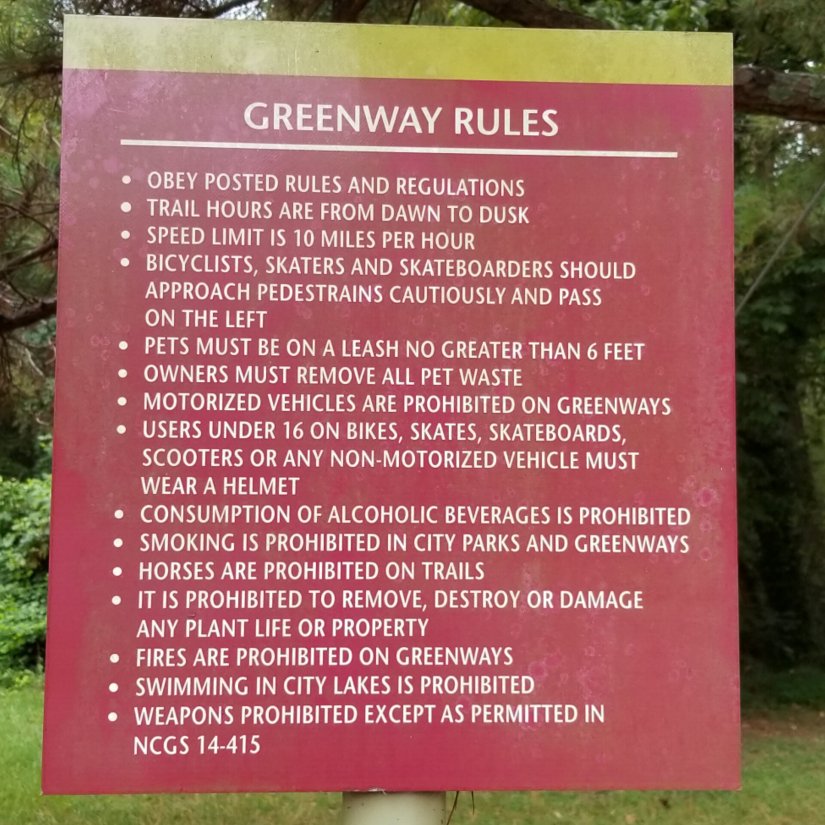 GREENWAY RULES
• OBEY POSTED RULES AND REGULATIONS
• TRAIL HOURS ARE FROM DAWN TO DUSK
• SPEED LIMIT IS 10 MILES PER HOUR
• BICYCLISTS, SKATERS AND SKATEBOARDERS SHOULD
APPROACH PEDESTRAINS CAUTIOUSLY AND PASS
ON THE LEFT
• PETS MUST BE ON A LEASH NO GREATER THAN 6 FEET
• OWNERS MUST REMOVE ALL PET WASTE
• MOTORIZED VEHICLES ARE PROHIBITED ON GREENWAYS
• USERS UNDER 16 ON BIKES, SKATES, SKATEBOARDS,
SCOOTERS OR ANY NON-MOTORIZED VEHICLE MUST
WEAR A HELMET
• CONSUMPTION OF ALCOHOLIC BEVERAGES IS PROHIBITED
• SMOKING IS PROHIBITED IN CITY PARKS AND GREENWAYS
• HORSES ARE PROHIBITED ON TRAILS
• IT IS PROHIBITED TO REMOVE, DESTROY OR DAMAGE
ANY PLANT LIFE OR PROPERTY
• FIRES ARE PROHIBITED ON GREENWAYS
• SWIMMING IN CITY LAKES IS PROHIBITED
• WEAPONS PROHIBITED EXCEPT AS PERMITTED IN
NCGS 14-415